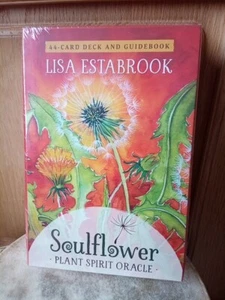 44-CARD DECK AND GUIDEBOOK
LISA ESTABROOK
Soulflower
· PLANT SPIRIT ORACLE ·